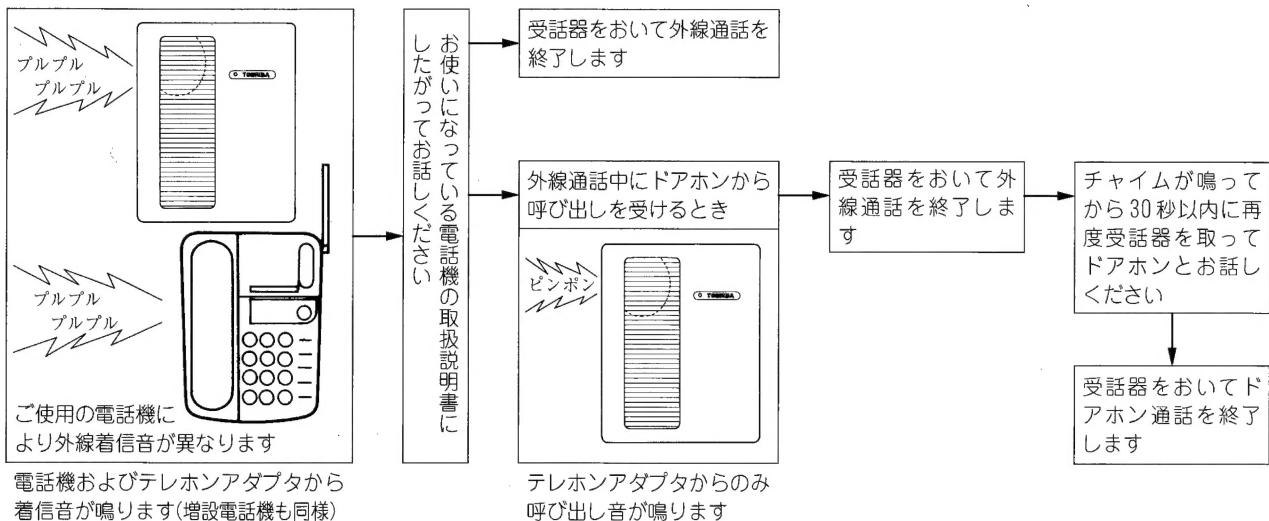 プルプル
プルプル
TOSHIBA
プルプル
プルプル
ご使用の電話機に
より外線着信音が異なります
電話機およびテレホンアダプタから
着信音が鳴ります(増設電話機も同様)
お使いになっている電話機の取扱説明書に
したがってお話しください
受話器をおいて外線通話を
終了します
外線通話中にドアホンから
呼び出しを受けるとき
ピンポン
TOSHIBA
テレホンアダプタからのみ
呼び出し音が鳴ります
受話器をおいて外
線通話を終了しま
す
チャイムが鳴って
から30秒以内に再
度受話器を取って
ドアホンとお話し
ください
受話器をおいてド
アホン通話を終了
します